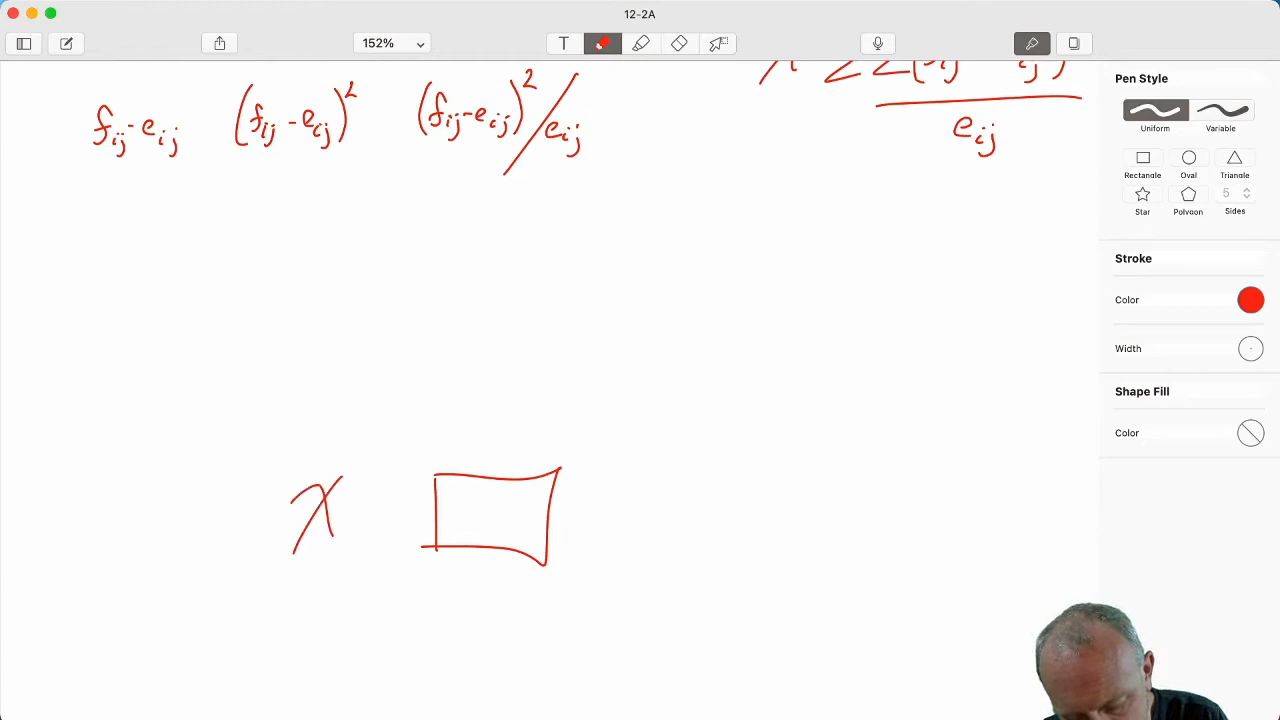 12-2A
152%
T
f_ij - e_ij (f_ij - e_ij)² (f_ij - e_ij)²/e_ij
e_ij
χ
Pen Style
Uniform Variable
Rectangle Oval Triangle
Star Polygon 5 Sides
Stroke
Color
Width
Shape Fill
Color